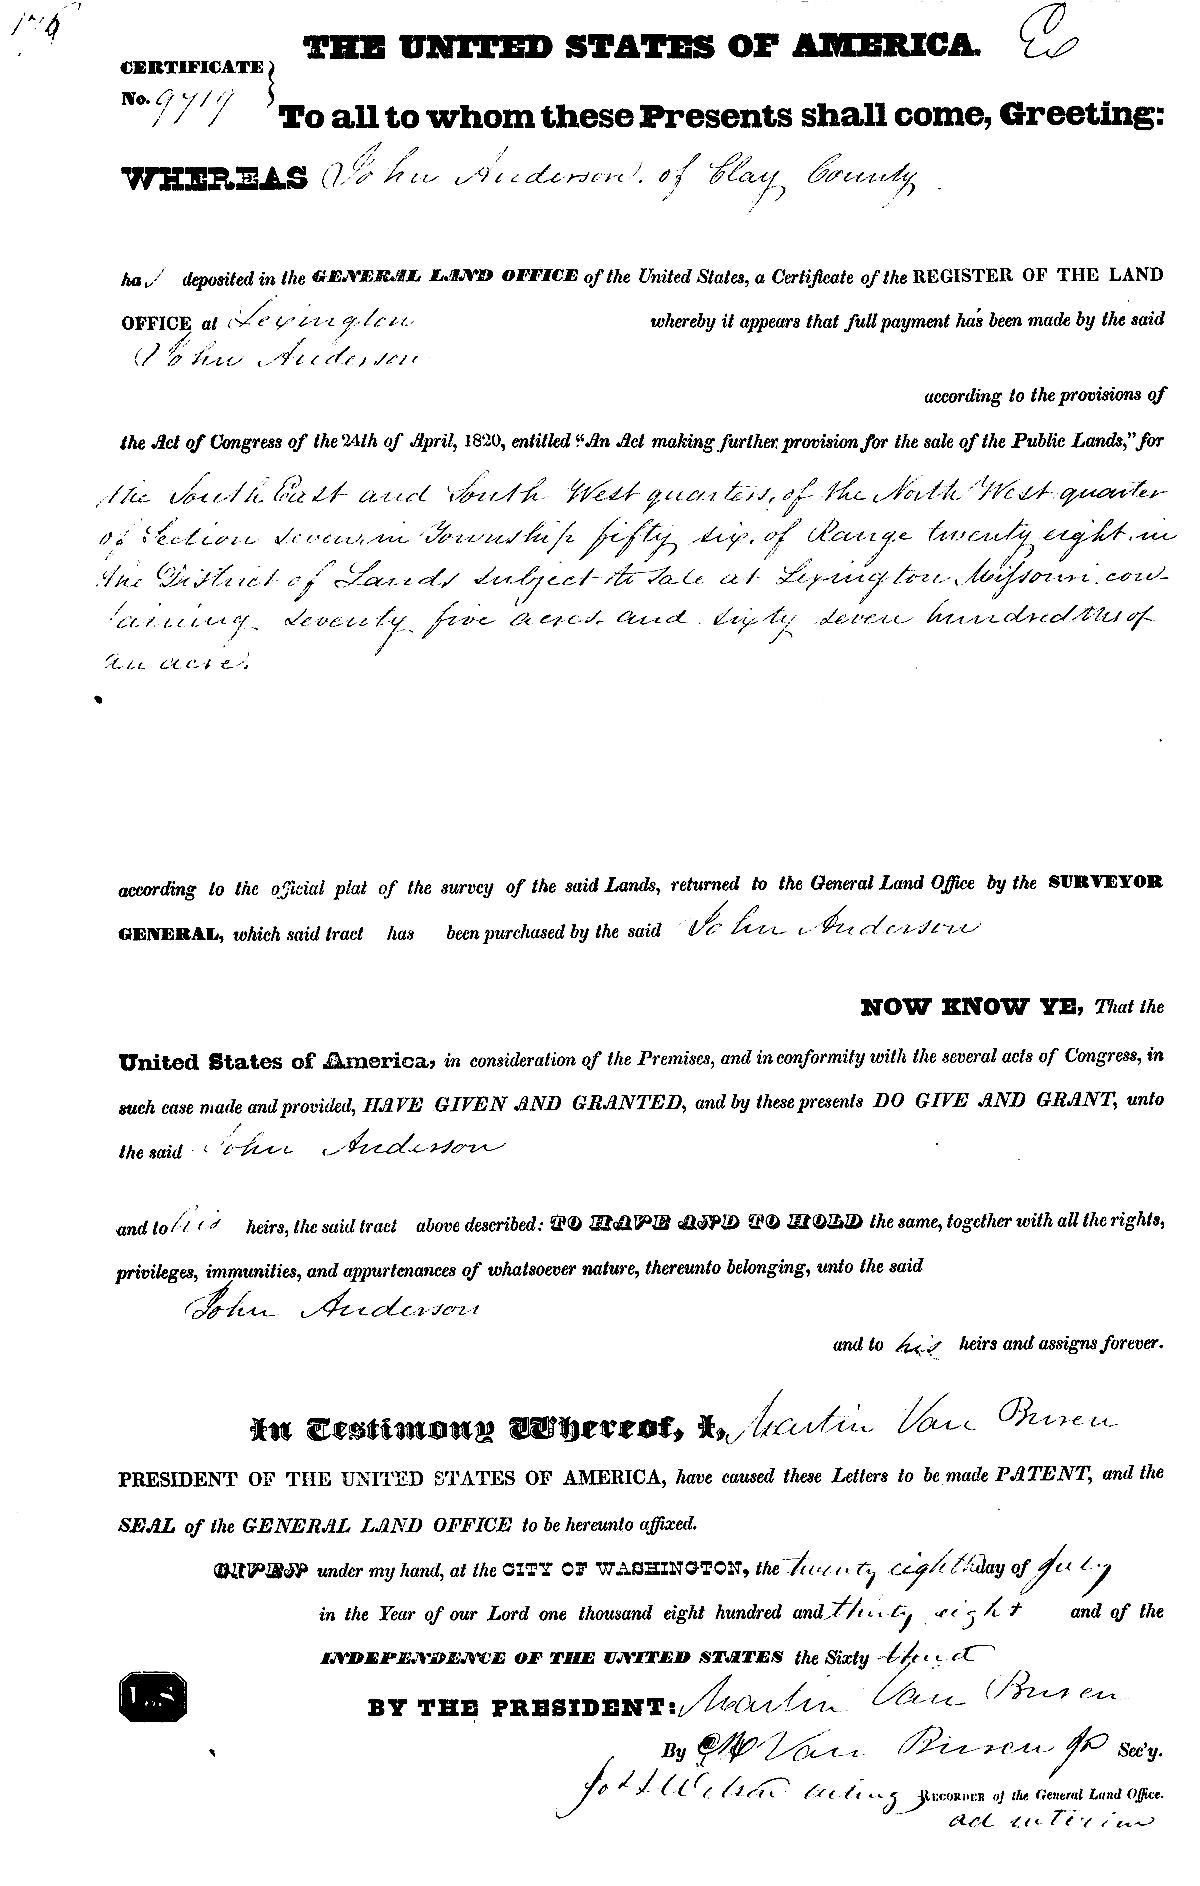 THE UNITED STATES OF AMERICA.
CERTIFICATE
No. 9719
To all to whom these Presents shall come, Greeting:
WHEREAS John Anderson, of Clay County
has deposited in the GENERAL LAND OFFICE of the United States, a Certificate of the REGISTER OF THE LAND
OFFICE at Lexington whereby it appears that full payment has been made by the said
John Anderson
according to the provisions of
the Act of Congress of the 24th of April, 1820, entitled "An Act making further provision for the sale of the Public Lands," for
the South East and South West quarters, of the North West quarter
of Section seven, in Township fifty six, of Range twenty eight, in
the District of Lands subject to sale at Lexington Missouri, con-
taining seventy five acres, and sixty seven hundredths of
an acre.
according to the official plat of the survey of the said Lands, returned to the General Land Office by the SURVEYOR
GENERAL, which said tract has been purchased by the said John Anderson
NOW KNOW YE, That the
United States of America, in consideration of the Premises, and in conformity with the several acts of Congress, in
such case made and provided, HAVE GIVEN AND GRANTED, and by these presents DO GIVE AND GRANT, unto
the said John Anderson
and to his heirs, the said tract above described: TO HAVE AND TO HOLD the same, together with all the rights,
privileges, immunities, and appurtenances of whatsoever nature, thereunto belonging, unto the said
John Anderson
and to his heirs and assigns forever.
In Testimony Whereof, I, Martin Van Buren
PRESIDENT OF THE UNITED STATES OF AMERICA, have caused these Letters to be made PATENT, and the
SEAL of the GENERAL LAND OFFICE to be hereunto affixed.
GIVEN under my hand, at the CITY OF WASHINGTON, the twenty eighth day of July
in the Year of our Lord one thousand eight hundred and thirty eight and of the
INDEPENDENCE OF THE UNITED STATES the Sixty third
L.S.
BY THE PRESIDENT: Martin Van Buren
By M Van Buren Jr Sec'y.
Jos S Wilson acting RECORDER of the General Land Office.
ad interim